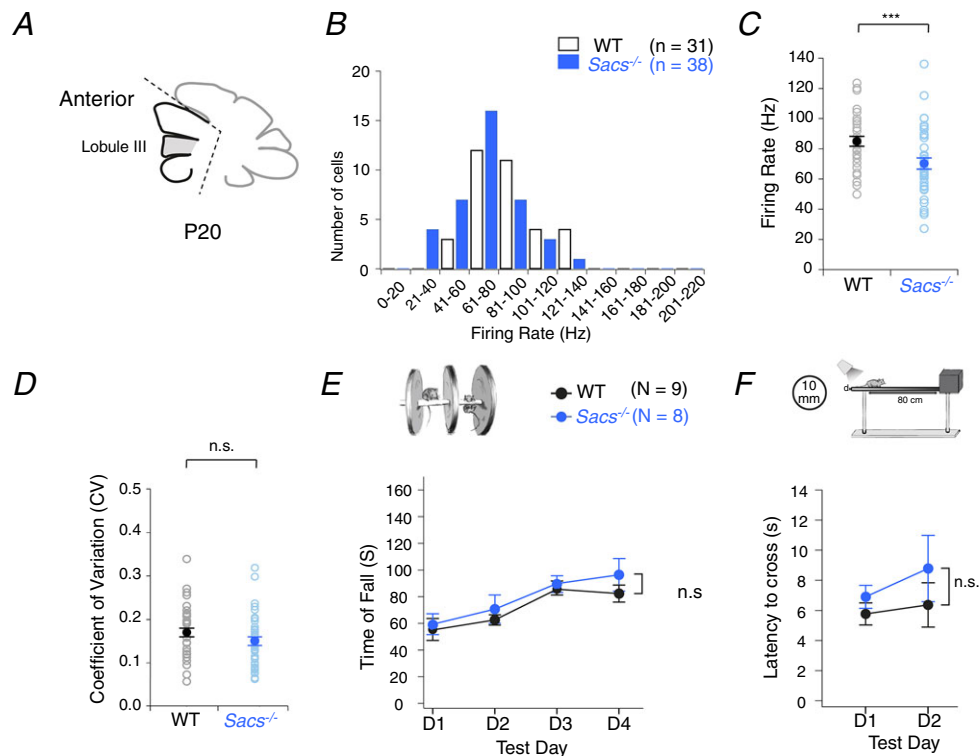 A
Anterior
Lobule III
P20
B
WT (n = 31)
Sacs-/- (n = 38)
Number of cells
20
15
10
5
0
0-20
21-40
41-60
61-80
81-100
101-120
121-140
141-160
161-180
181-200
201-220
Firing Rate (Hz)
C
***
Firing Rate (Hz)
140
120
100
80
60
40
20
0
WT
Sacs-/-
D
n.s.
Coefficient of Variation (CV)
0.5
0.4
0.3
0.2
0.1
0.0
WT
Sacs-/-
E
WT (N = 9)
Sacs-/- (N = 8)
Time of Fall (S)
160
140
120
100
80
60
40
20
0
n.s
D1
D2
D3
D4
Test Day
F
10
mm
d
80 cm
Latency to cross (s)
14
12
10
8
6
4
2
0
n.s.
D1
D2
Test Day